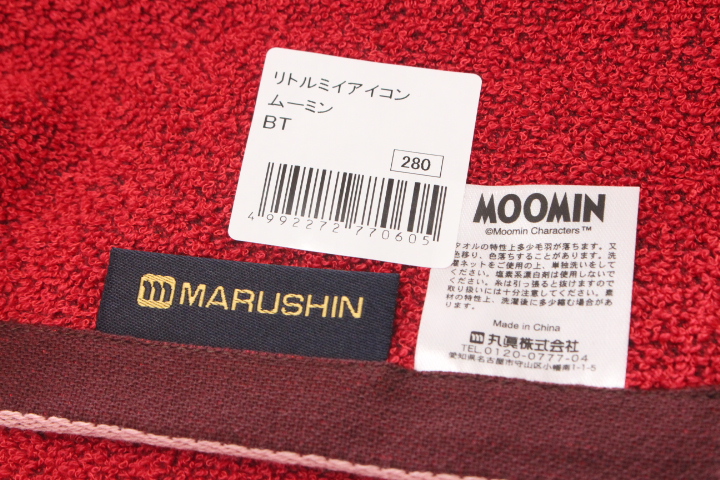 リトルミイアイコン
ムーミン
BT
280
4992272770605
MOOMIN
©Moomin Characters™
タオルの特性上多少毛羽が落ちます。又
色移り、色落ちすることがあります。洗
濯ネットをご使用の上、単独洗いをして
ください。塩素系漂白剤は使用しないで
ください。糸は引っ張ると抜けますので
取り扱いには十分注意してください。素
材の特性上、洗濯後に多少縮む場合があ
ります。
Made in China
丸眞株式会社
TEL.0120-0777-04
愛知県名古屋市守山区小幡南1-1-5
MARUSHIN